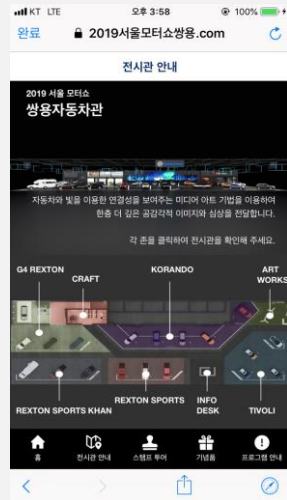 KT LTE 오후 3:58 100%
완료 2019서울모터쇼쌍용.com
전시관 안내
2019 서울 모터쇼
쌍용자동차관
자동차와 빛을 이용한 연결성을 보여주는 미디어 아트 기법을 이용하여
한층 더 깊은 공감각적 이미지와 심상을 전달합니다.
각 존을 클릭하여 전시관을 확인해 주세요.
G4 REXTON
CRAFT
KORANDO
ART
WORKS
REXTON SPORTS KHAN
REXTON SPORTS
INFO
DESK
TIVOLI
홈 전시관 안내 스탬프 투어 기념품 프로그램 안내